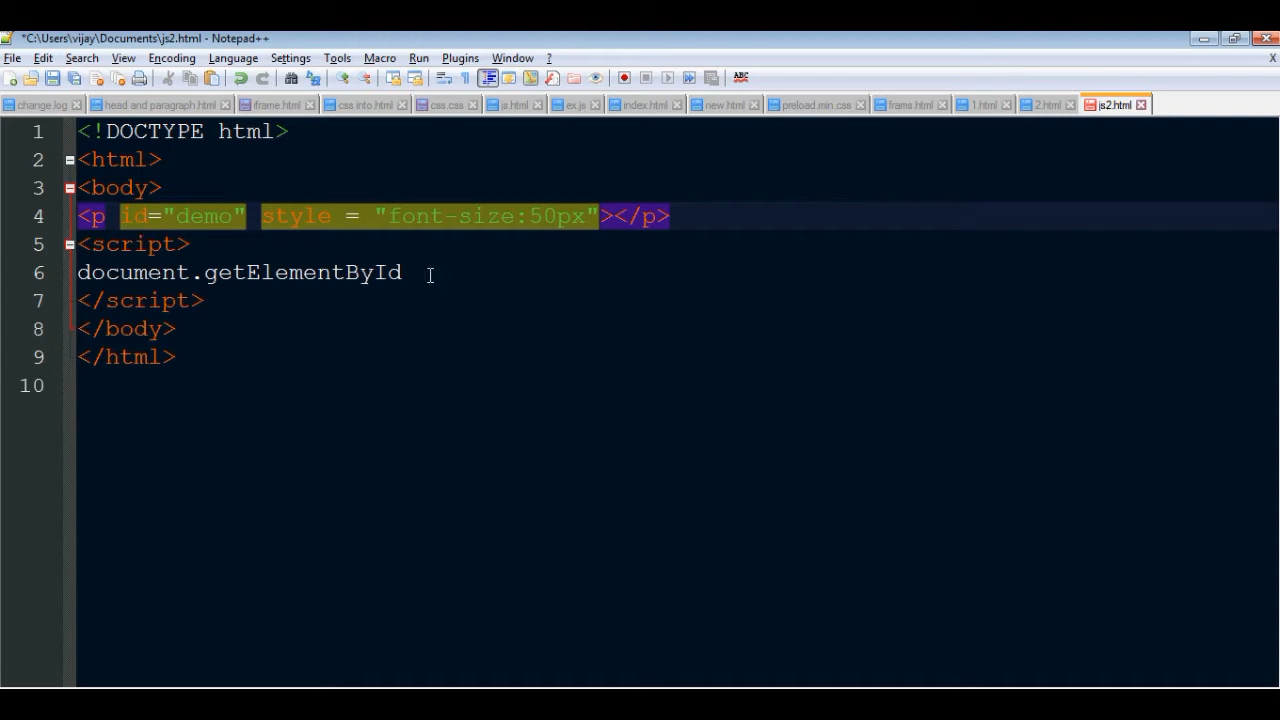 *C:\Users\vijay\Documents\js2.html - Notepad++
File Edit Search View Encoding Language Settings Tools Macro Run Plugins Window ? X
change.log head and paragraph.html iframe.html css into.html css.css js.html ex.js index.html new.html preload.min.css frams.html 1.html 2.html js2.html
1 <!DOCTYPE html>
2 <html>
3 <body>
4 <p id="demo" style = "font-size:50px"></p>
5 <script>
6 document.getElementById
7 </script>
8 </body>
9 </html>
10